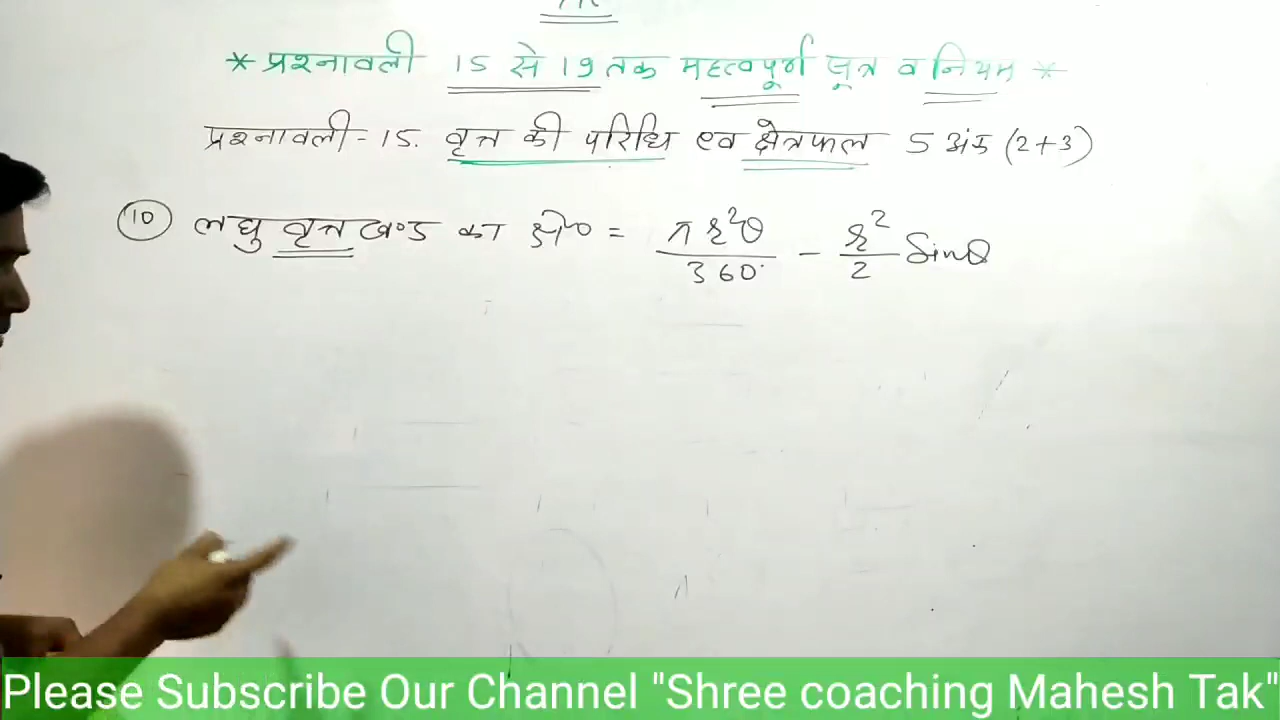 * प्रश्नावली 15 से 19 तक महत्वपूर्ण सूत्र व नियम *
प्रश्नावली-15. वृत्त की परिधि एवं क्षेत्रफल 5 अंक (2+3)
(10) लघु वृत्तखण्ड का क्षे० = πr²θ/360° - r²/2 Sinθ
Please Subscribe Our Channel "Shree coaching Mahesh Tak"